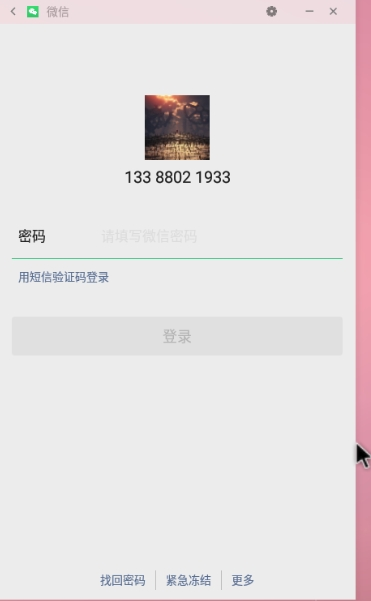 微信
133 8802 1933
密码 请填写微信密码
用短信验证码登录
登录
找回密码 紧急冻结 更多